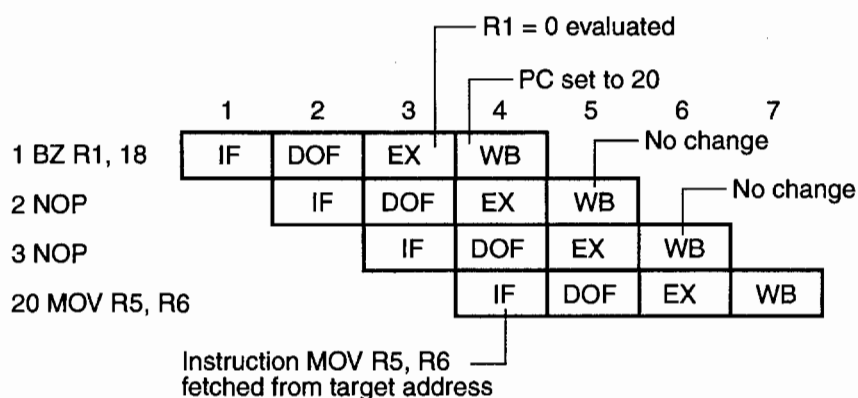 R1 = 0 evaluated
PC set to 20
1 2 3 4 5 6 7
1 BZ R1, 18 IF DOF EX WB No change
2 NOP IF DOF EX WB No change
3 NOP IF DOF EX WB
20 MOV R5, R6 IF DOF EX WB
Instruction MOV R5, R6
fetched from target address